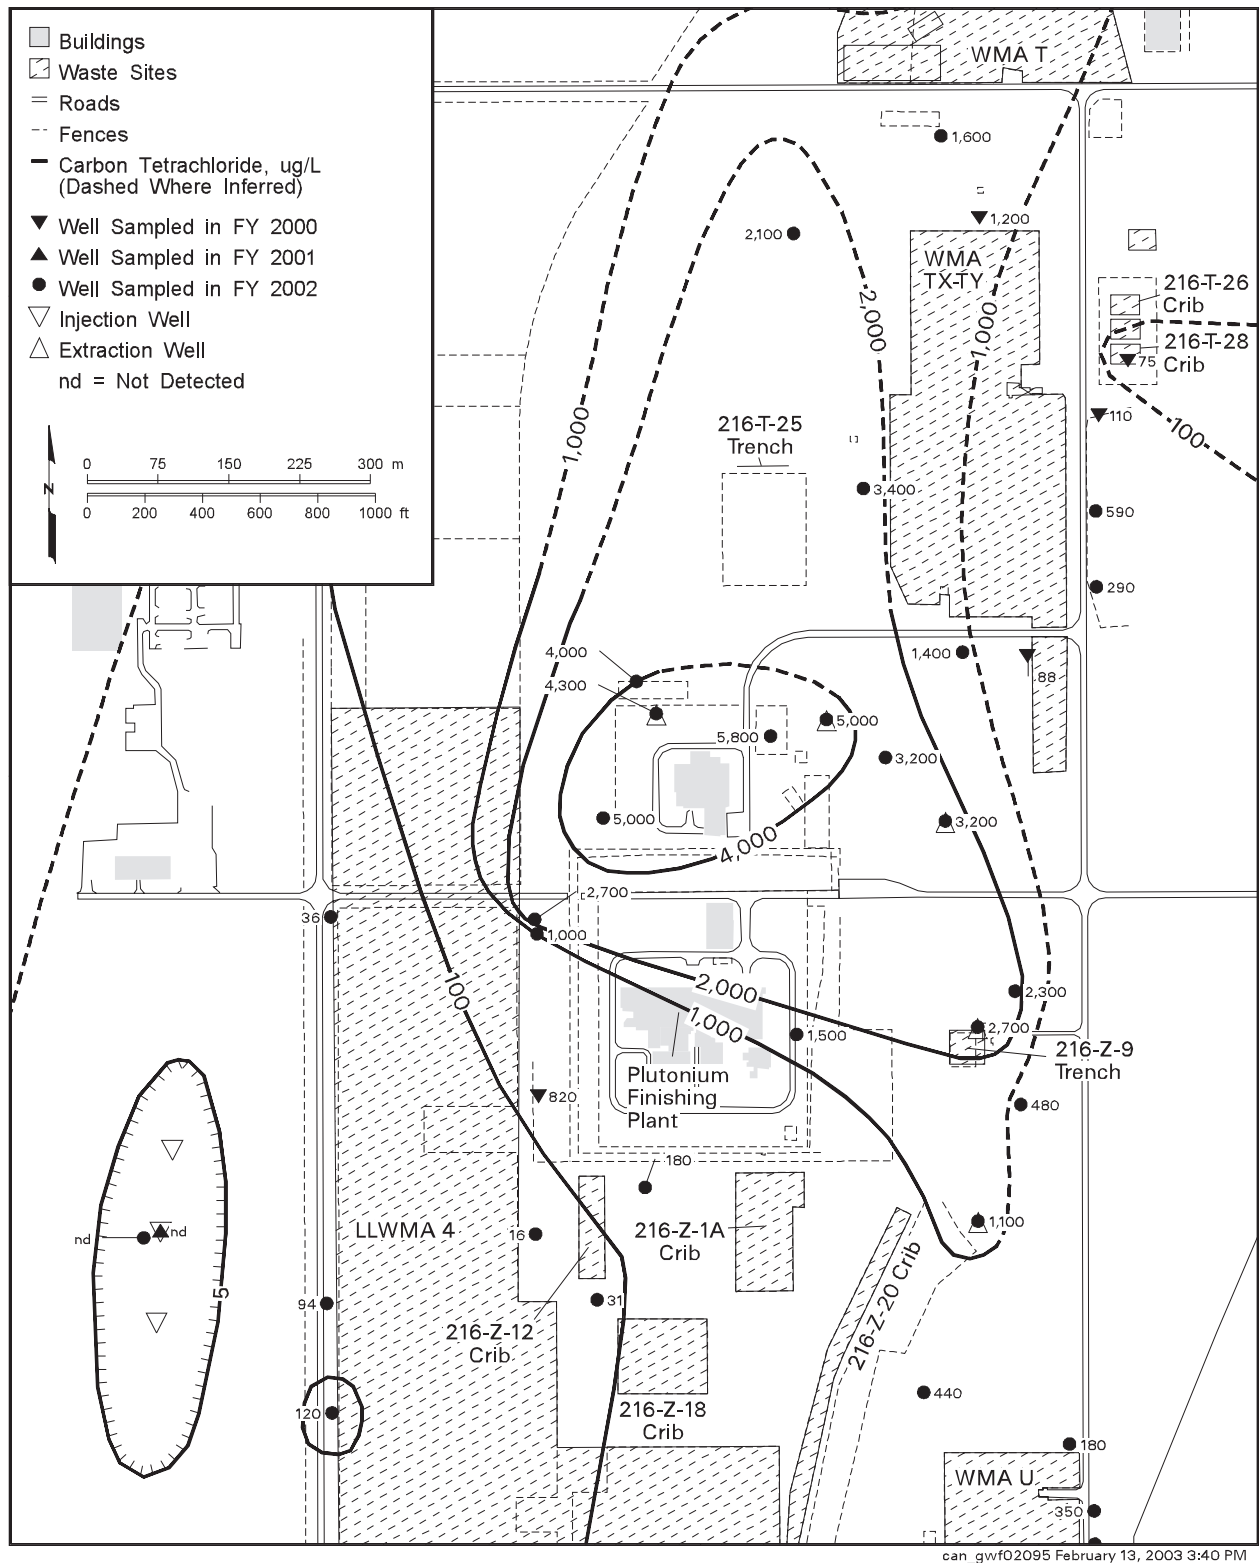 Buildings
Waste Sites
Roads
Fences
Carbon Tetrachloride, ug/L
(Dashed Where Inferred)
Well Sampled in FY 2000
Well Sampled in FY 2001
Well Sampled in FY 2002
Injection Well
Extraction Well
nd = Not Detected
N
0 75 150 225 300 m
0 200 400 600 800 1000 ft
WMA T
1,600
1,200
2,100
WMA
TX-TY
216-T-26
Crib
2,000
1,000
216-T-28
Crib
75
110
100
1,000
216-T-25
Trench
3,400
590
290
4,000
1,400
88
4,300
5,000
5,800
3,200
5,000
3,200
4,000
2,700
36
1,000
100
2,000
2,300
1,000
2,700
1,500
216-Z-9
Trench
Plutonium
Finishing
Plant
820
480
180
1,100
nd
nd
LLWMA 4
16
216-Z-1A
Crib
216-Z-20 Crib
5
94
31
216-Z-12
Crib
120
440
216-Z-18
Crib
180
WMA U
350
can_gwf02095 February 13, 2003 3:40 PM